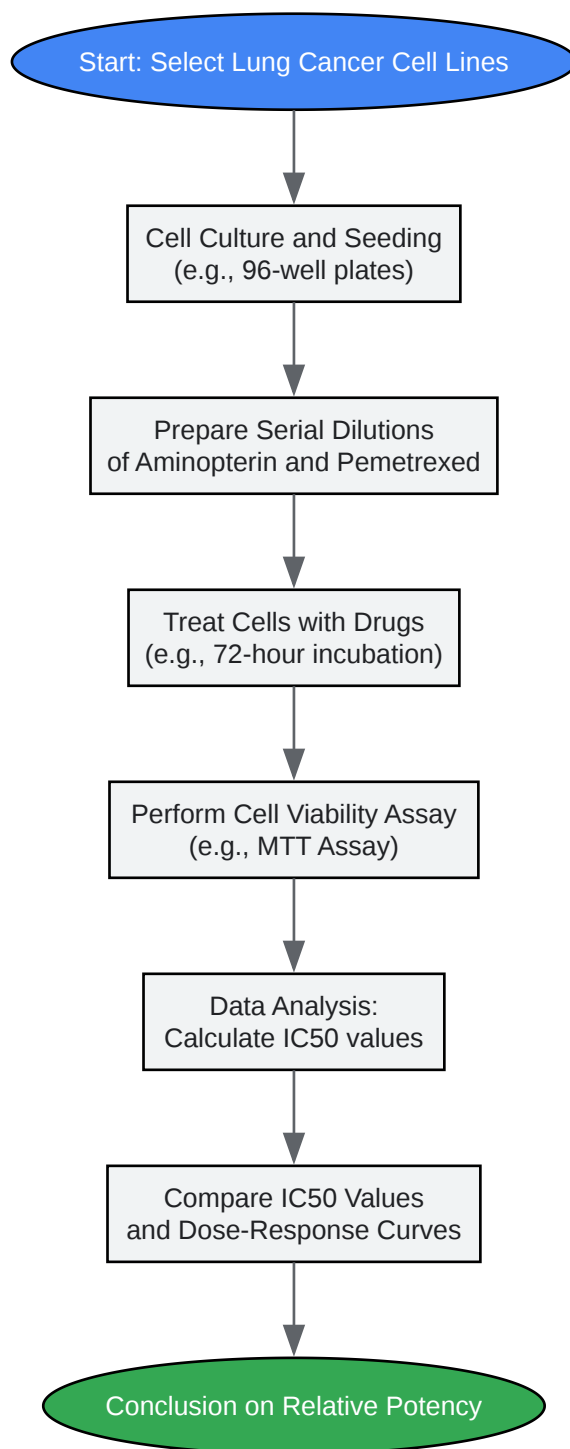 Start: Select Lung Cancer Cell Lines
Cell Culture and Seeding
(e.g., 96-well plates)
Prepare Serial Dilutions
of Aminopterin and Pemetrexed
Treat Cells with Drugs
(e.g., 72-hour incubation)
Perform Cell Viability Assay
(e.g., MTT Assay)
Data Analysis:
Calculate IC50 values
Compare IC50 Values
and Dose-Response Curves
Conclusion on Relative Potency